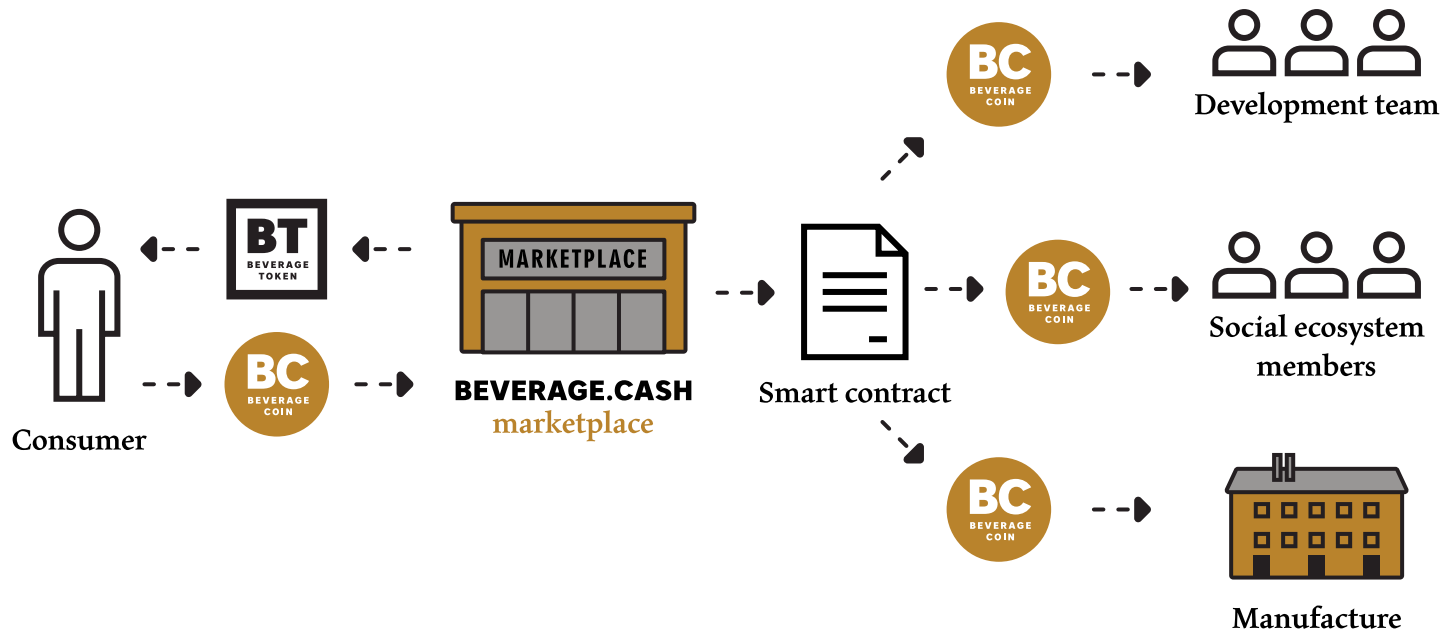 BC
BEVERAGE
COIN
Development team
BT
BEVERAGE
TOKEN
MARKETPLACE
BC
BEVERAGE
COIN
Social ecosystem
members
BC
BEVERAGE
COIN
BEVERAGE.CASH
marketplace
Smart contract
Consumer
BC
BEVERAGE
COIN
Manufacture